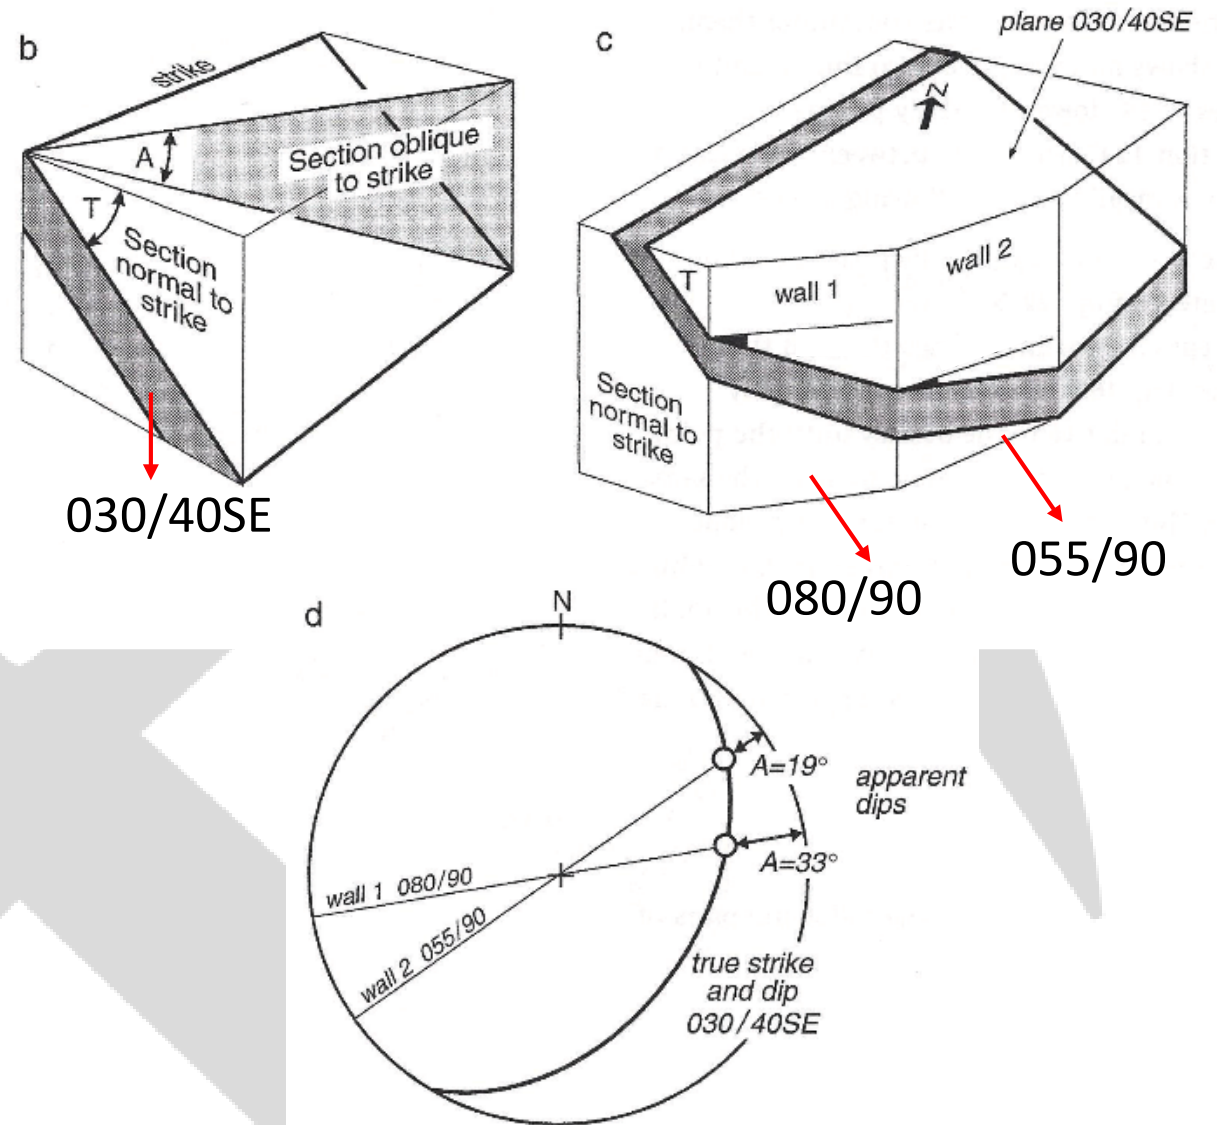 b
strike
A
Section oblique
to strike
T
Section
normal to
strike
030/40SE
c
plane 030/40SE
N
T
wall 1
wall 2
Section
normal to
strike
080/90
055/90
d
N
A=19°
apparent
dips
A=33°
wall 1 080/90
wall 2 055/90
true strike
and dip
030/40SE